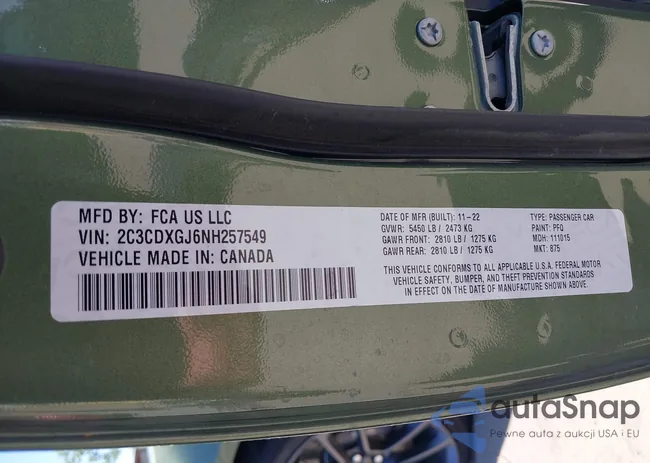 MFD BY: FCA US LLC
VIN: 2C3CDXGJ6NH257549
VEHICLE MADE IN: CANADA
DATE OF MFR (BUILT): 11-22
GVWR: 5450 LB / 2473 KG
GAWR FRONT: 2810 LB / 1275 KG
GAWR REAR: 2810 LB / 1275 KG
TYPE: PASSENGER CAR
PAINT: PFQ
MDH: 111015
MKT: 875
THIS VEHICLE CONFORMS TO ALL APPLICABLE U.S.A. FEDERAL MOTOR
VEHICLE SAFETY, BUMPER, AND THEFT PREVENTION STANDARDS
IN EFFECT ON THE DATE OF MANUFACTURE SHOWN ABOVE.
autoSnap
Pewne auta z aukcji USA i EU